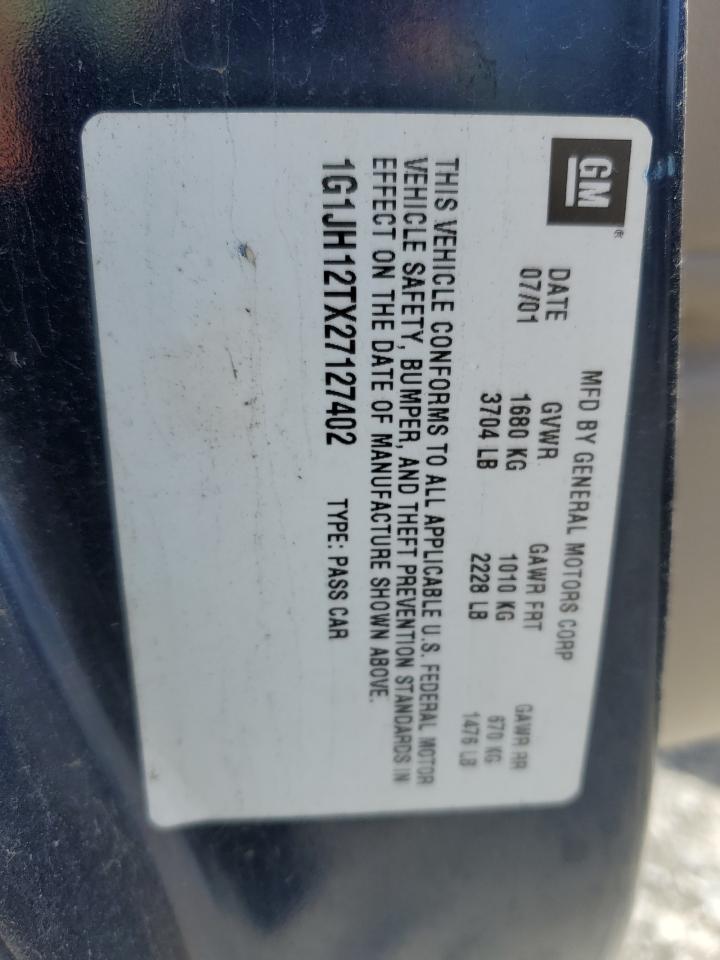 GM®
MFD BY GENERAL MOTORS CORP
DATE GVWR GAWR FRT GAWR RR
07/01 1680 KG 1010 KG 670 KG
3704 LB 2228 LB 1476 LB
THIS VEHICLE CONFORMS TO ALL APPLICABLE U.S. FEDERAL MOTOR
VEHICLE SAFETY, BUMPER, AND THEFT PREVENTION STANDARDS IN
EFFECT ON THE DATE OF MANUFACTURE SHOWN ABOVE.
1G1JH12TX27127402 TYPE: PASS CAR